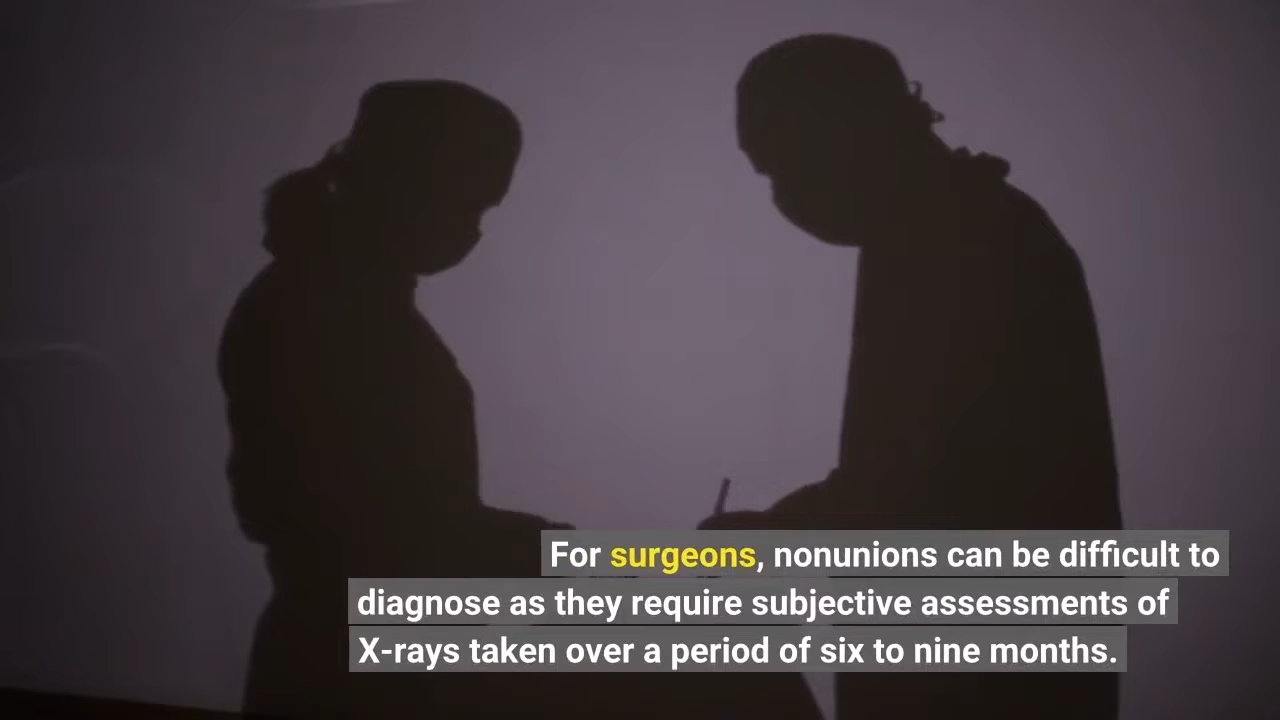 For surgeons, nonunions can be difficult to
diagnose as they require subjective assessments of
X-rays taken over a period of six to nine months.